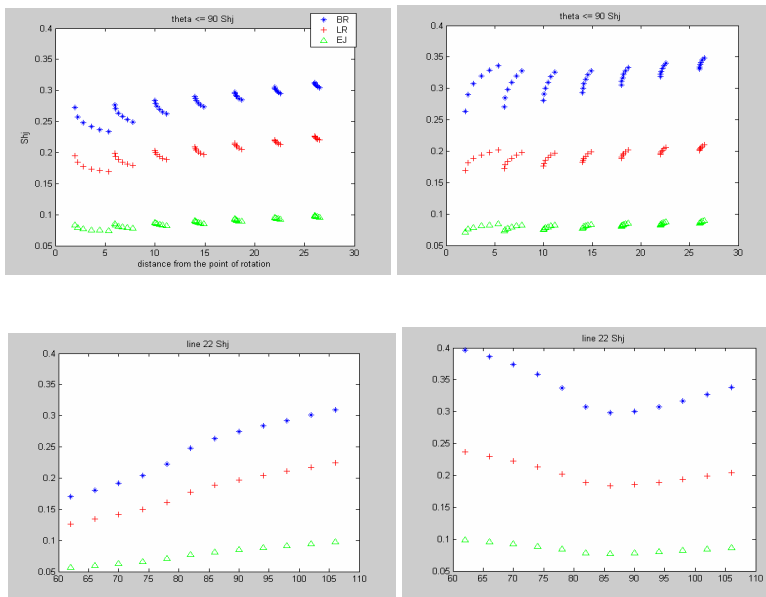 theta <= 90 Shj
BR
LR
EJ
0.4
0.35
0.3
0.25
0.2
0.15
0.1
0.05
Shj
0 5 10 15 20 25 30
distance from the point of rotation
theta <= 90 Shj
0.4
0.35
0.3
0.25
0.2
0.15
0.1
0.05
0 5 10 15 20 25 30
line 22 Shj
0.4
0.35
0.3
0.25
0.2
0.15
0.1
0.05
60 65 70 75 80 85 90 95 100 105 110
line 22 Shj
0.4
0.35
0.3
0.25
0.2
0.15
0.1
0.05
60 65 70 75 80 85 90 95 100 105 110